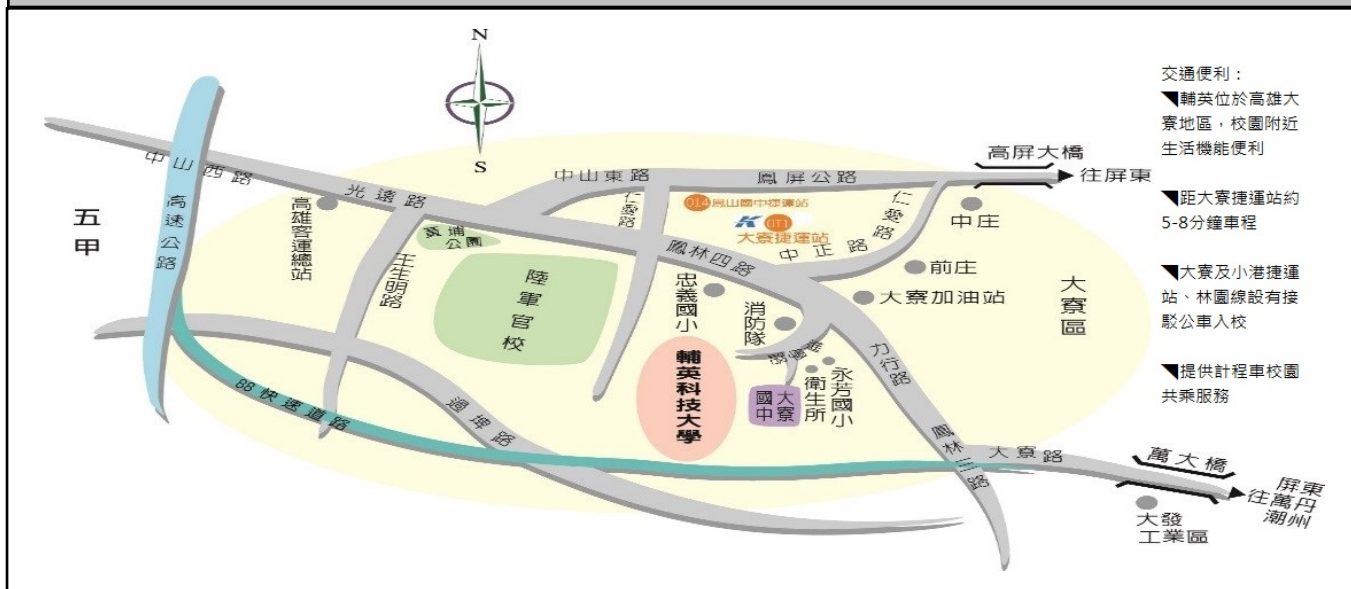 N
S
中山西路
高速公路
五甲
光遠路
高雄客運總站
黃埔
公園
壬生明路
陸軍官校
中山東路
仁愛路
鳳屏公路
014 鳳山國中捷運站
K OT1
大寮捷運站
鳳林四路
中正路
仁愛路
高屏大橋
往屏東
中庄
前庄
大寮加油站
大寮區
忠義國小
消防隊
輔英科技大學
進學路
大寮
國中
衛生所
永芳國小
力行路
鳳林三路
大寮路
萬大橋
屏東
往萬丹
潮州
大發
工業區
88快速道路
過埤路
交通便利：
◥輔英位於高雄大
寮地區，校園附近
生活機能便利
◥距大寮捷運站約
5-8分鐘車程
◥大寮及小港捷運
站、林園線設有接
駁公車入校
◥提供計程車校園
共乘服務